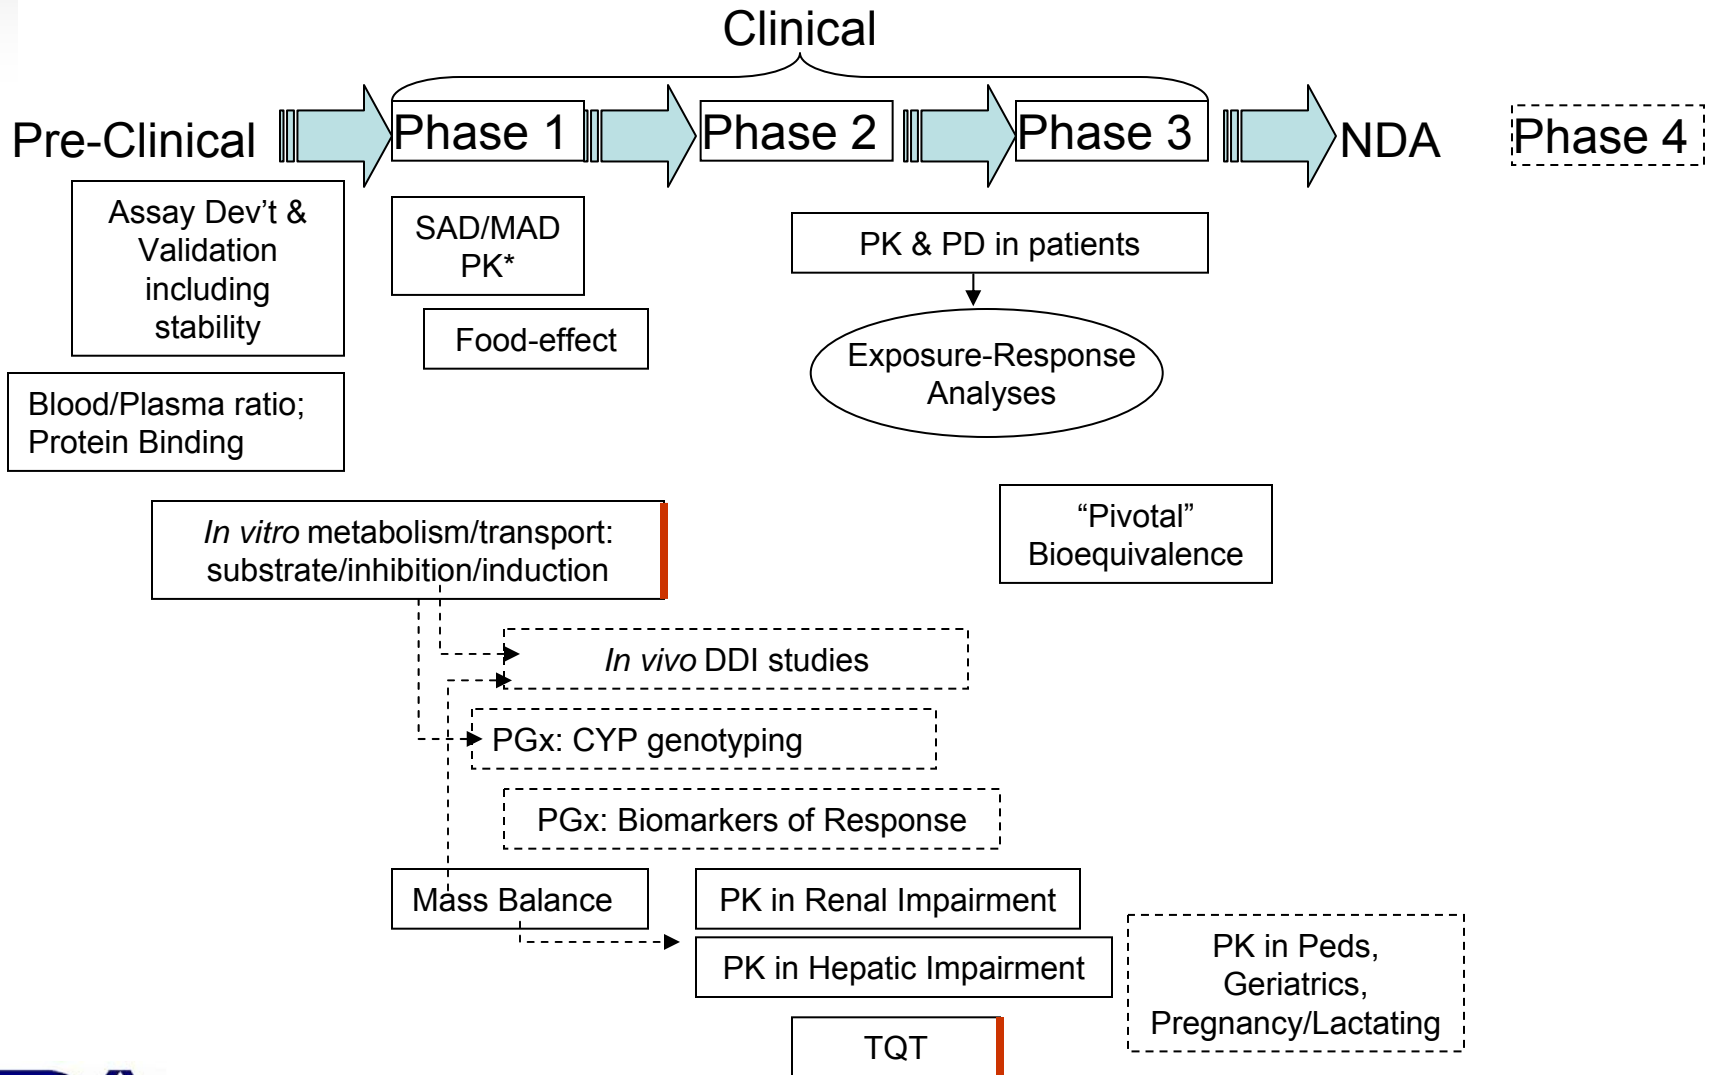 Clinical
Pre-Clinical
Phase 1
Phase 2
Phase 3
NDA
Phase 4
Assay Dev't &
Validation
including
stability
SAD/MAD
PK*
PK & PD in patients
Food-effect
Exposure-Response
Analyses
Blood/Plasma ratio;
Protein Binding
In vitro metabolism/transport:
substrate/inhibition/induction
“Pivotal”
Bioequivalence
In vivo DDI studies
PGx: CYP genotyping
PGx: Biomarkers of Response
Mass Balance
PK in Renal Impairment
PK in Hepatic Impairment
PK in Peds,
Geriatrics,
Pregnancy/Lactating
TQT